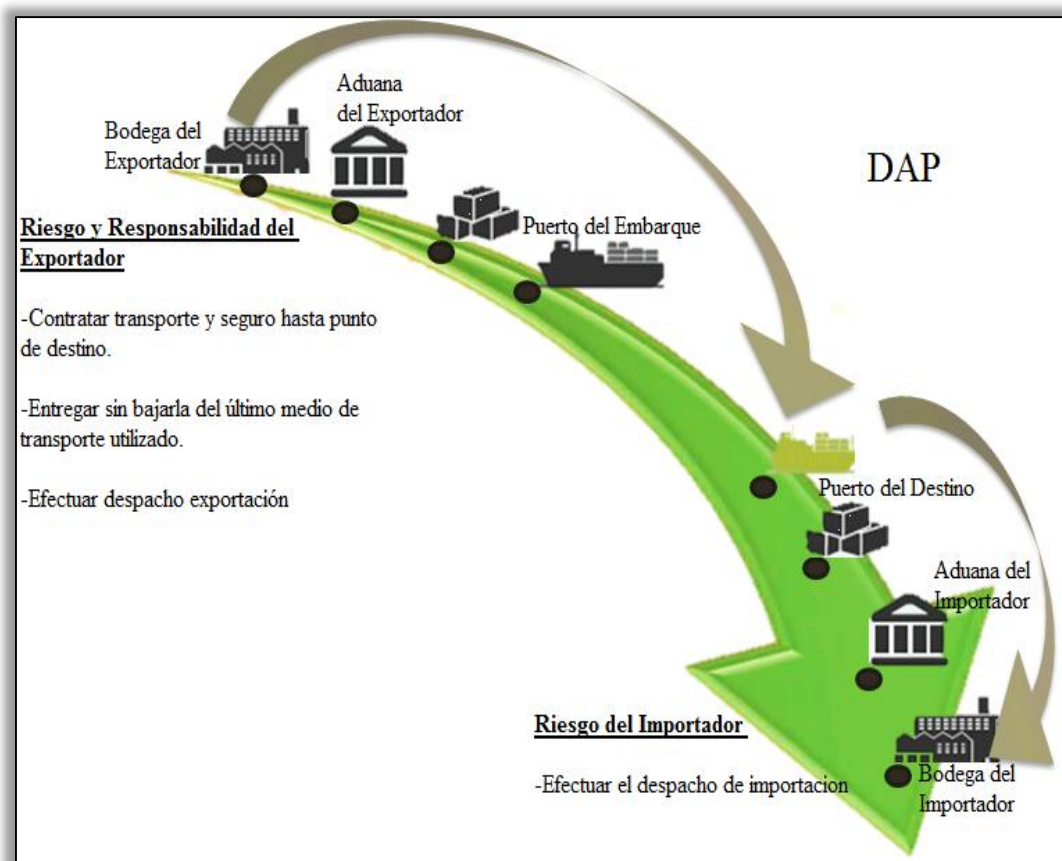 Aduana
del Exportador
Bodega del
Exportador
DAP
Puerto del Embarque
Riesgo y Responsabilidad del
Exportador
-Contratar transporte y seguro hasta punto
de destino.
-Entregar sin bajarla del último medio de
transporte utilizado.
-Efectuar despacho exportación
Puerto del Destino
Aduana del
Importador
Riesgo del Importador
-Efectuar el despacho de importacion
Bodega del
Importador